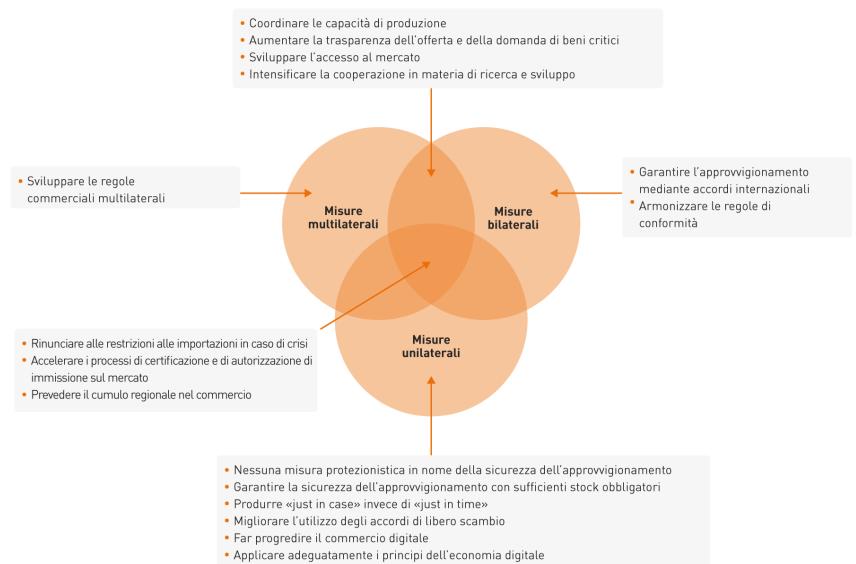 • Coordinare le capacità di produzione
• Aumentare la trasparenza dell'offerta e della domanda di beni critici
• Sviluppare l'accesso al mercato
• Intensificare la cooperazione in materia di ricerca e sviluppo
• Sviluppare le regole
commerciali multilaterali
• Garantire l'approvvigionamento
mediante accordi internazionali
• Armonizzare le regole di
conformità
Misure
multilaterali
Misure
bilaterali
Misure
unilaterali
• Rinunciare alle restrizioni alle importazioni in caso di crisi
• Accelerare i processi di certificazione e di autorizzazione di
immissione sul mercato
• Prevedere il cumulo regionale nel commercio
• Nessuna misura protezionistica in nome della sicurezza dell'approvvigionamento
• Garantire la sicurezza dell'approvvigionamento con sufficienti stock obbligatori
• Produrre «just in case» invece di «just in time»
• Migliorare l'utilizzo degli accordi di libero scambio
• Far progredire il commercio digitale
• Applicare adeguatamente i principi dell'economia digitale